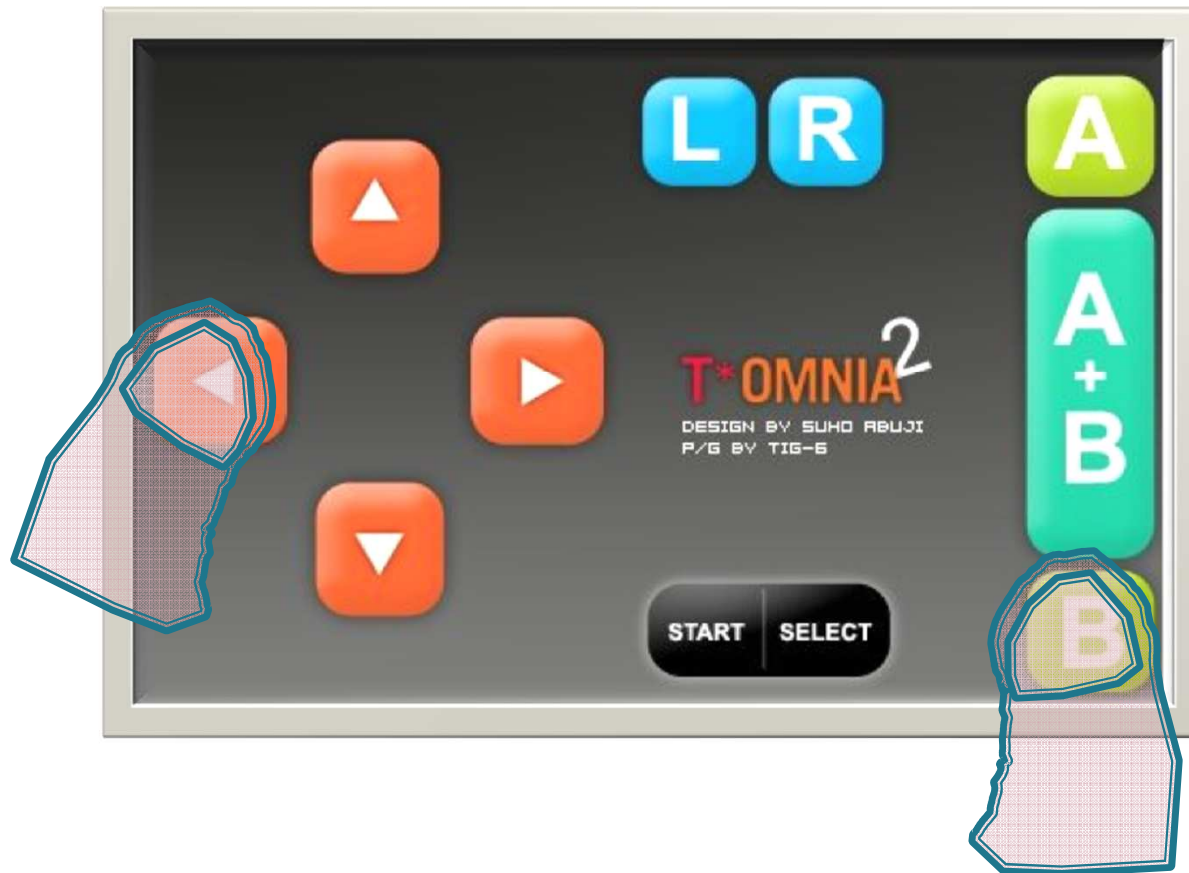 L R
A
A
+
B
T*OMNIA2
DESIGN BY SUHO ABUJI
P/G BY TIG-6
B
START SELECT